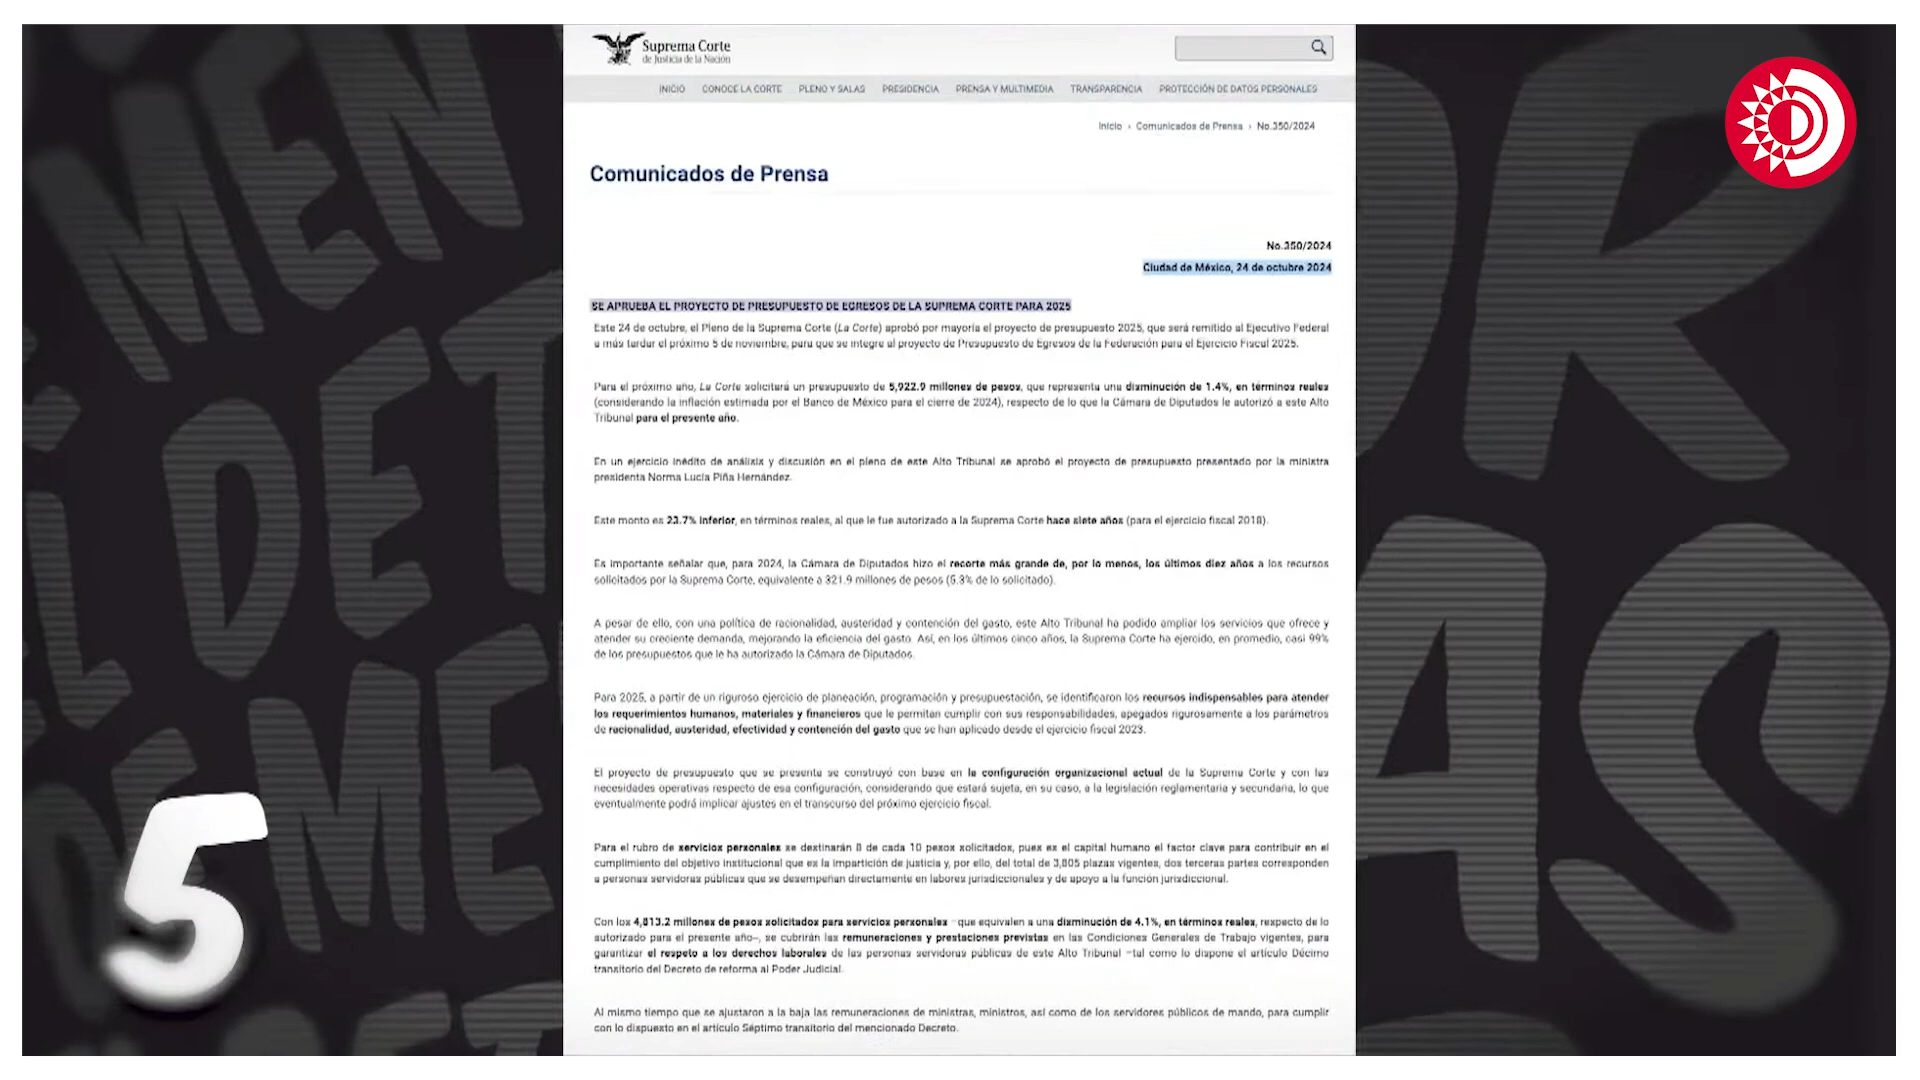 Suprema Corte
de Justicia de la Nación
INICIO CONOCE LA CORTE PLENO Y SALAS PRESIDENCIA PRENSA Y MULTIMEDIA TRANSPARENCIA PROTECCIÓN DE DATOS PERSONALES
Inicio › Comunicados de Prensa › No.350/2024
Comunicados de Prensa
No.350/2024
Ciudad de México, 24 de octubre 2024
SE APRUEBA EL PROYECTO DE PRESUPUESTO DE EGRESOS DE LA SUPREMA CORTE PARA 2025
Este 24 de octubre, el Pleno de la Suprema Corte (La Corte) aprobó por mayoría el proyecto de presupuesto 2025, que será remitido al Ejecutivo Federal
a más tardar el próximo 5 de noviembre, para que se integre al proyecto de Presupuesto de Egresos de la Federación para el Ejercicio Fiscal 2025.
Para el próximo año, La Corte solicitará un presupuesto de 5,922.9 millones de pesos, que representa una disminución de 1.4%, en términos reales
(considerando la inflación estimada por el Banco de México para el cierre de 2024), respecto de lo que la Cámara de Diputados le autorizó a este Alto
Tribunal para el presente año.
En un ejercicio inédito de análisis y discusión en el pleno de este Alto Tribunal se aprobó el proyecto de presupuesto presentado por la ministra
presidenta Norma Lucía Piña Hernández.
Este monto es 23.7% inferior, en términos reales, al que le fue autorizado a la Suprema Corte hace siete años (para el ejercicio fiscal 2018).
Es importante señalar que, para 2024, la Cámara de Diputados hizo el recorte más grande de, por lo menos, los últimos diez años a los recursos
solicitados por la Suprema Corte, equivalente a 321.9 millones de pesos (5.3% de lo solicitado).
A pesar de ello, con una política de racionalidad, austeridad y contención del gasto, este Alto Tribunal ha podido ampliar los servicios que ofrece y
atender su creciente demanda, mejorando la eficiencia del gasto. Así, en los últimos cinco años, la Suprema Corte ha ejercido, en promedio, casi 99%
de los presupuestos que le ha autorizado la Cámara de Diputados.
Para 2025, a partir de un riguroso ejercicio de planeación, programación y presupuestación, se identificaron los recursos indispensables para atender
los requerimientos humanos, materiales y financieros que le permitan cumplir con sus responsabilidades, apegados rigurosamente a los parámetros
de racionalidad, austeridad, efectividad y contención del gasto que se han aplicado desde el ejercicio fiscal 2023.
El proyecto de presupuesto que se presenta se construyó con base en la configuración organizacional actual de la Suprema Corte y con las
necesidades operativas respecto de esa configuración, considerando que estará sujeta, en su caso, a la legislación reglamentaria y secundaria, lo que
eventualmente podrá implicar ajustes en el transcurso del próximo ejercicio fiscal.
Para el rubro de servicios personales se destinarán 8 de cada 10 pesos solicitados, pues es el capital humano el factor clave para contribuir en el
cumplimiento del objetivo institucional que es la impartición de justicia y, por ello, del total de 3,805 plazas vigentes, dos terceras partes corresponden
a personas servidoras públicas que se desempeñan directamente en labores jurisdiccionales y de apoyo a la función jurisdiccional.
Con los 4,813.2 millones de pesos solicitados para servicios personales –que equivalen a una disminución de 4.1%, en términos reales, respecto de lo
autorizado para el presente año–, se cubrirán las remuneraciones y prestaciones previstas en las Condiciones Generales de Trabajo vigentes, para
garantizar el respeto a los derechos laborales de las personas servidoras públicas de este Alto Tribunal –tal como lo dispone el artículo Décimo
transitorio del Decreto de reforma al Poder Judicial.
Al mismo tiempo que se ajustaron a la baja las remuneraciones de ministras, ministros, así como de los servidores públicos de mando, para cumplir
con lo dispuesto en el artículo Séptimo transitorio del mencionado Decreto.
5